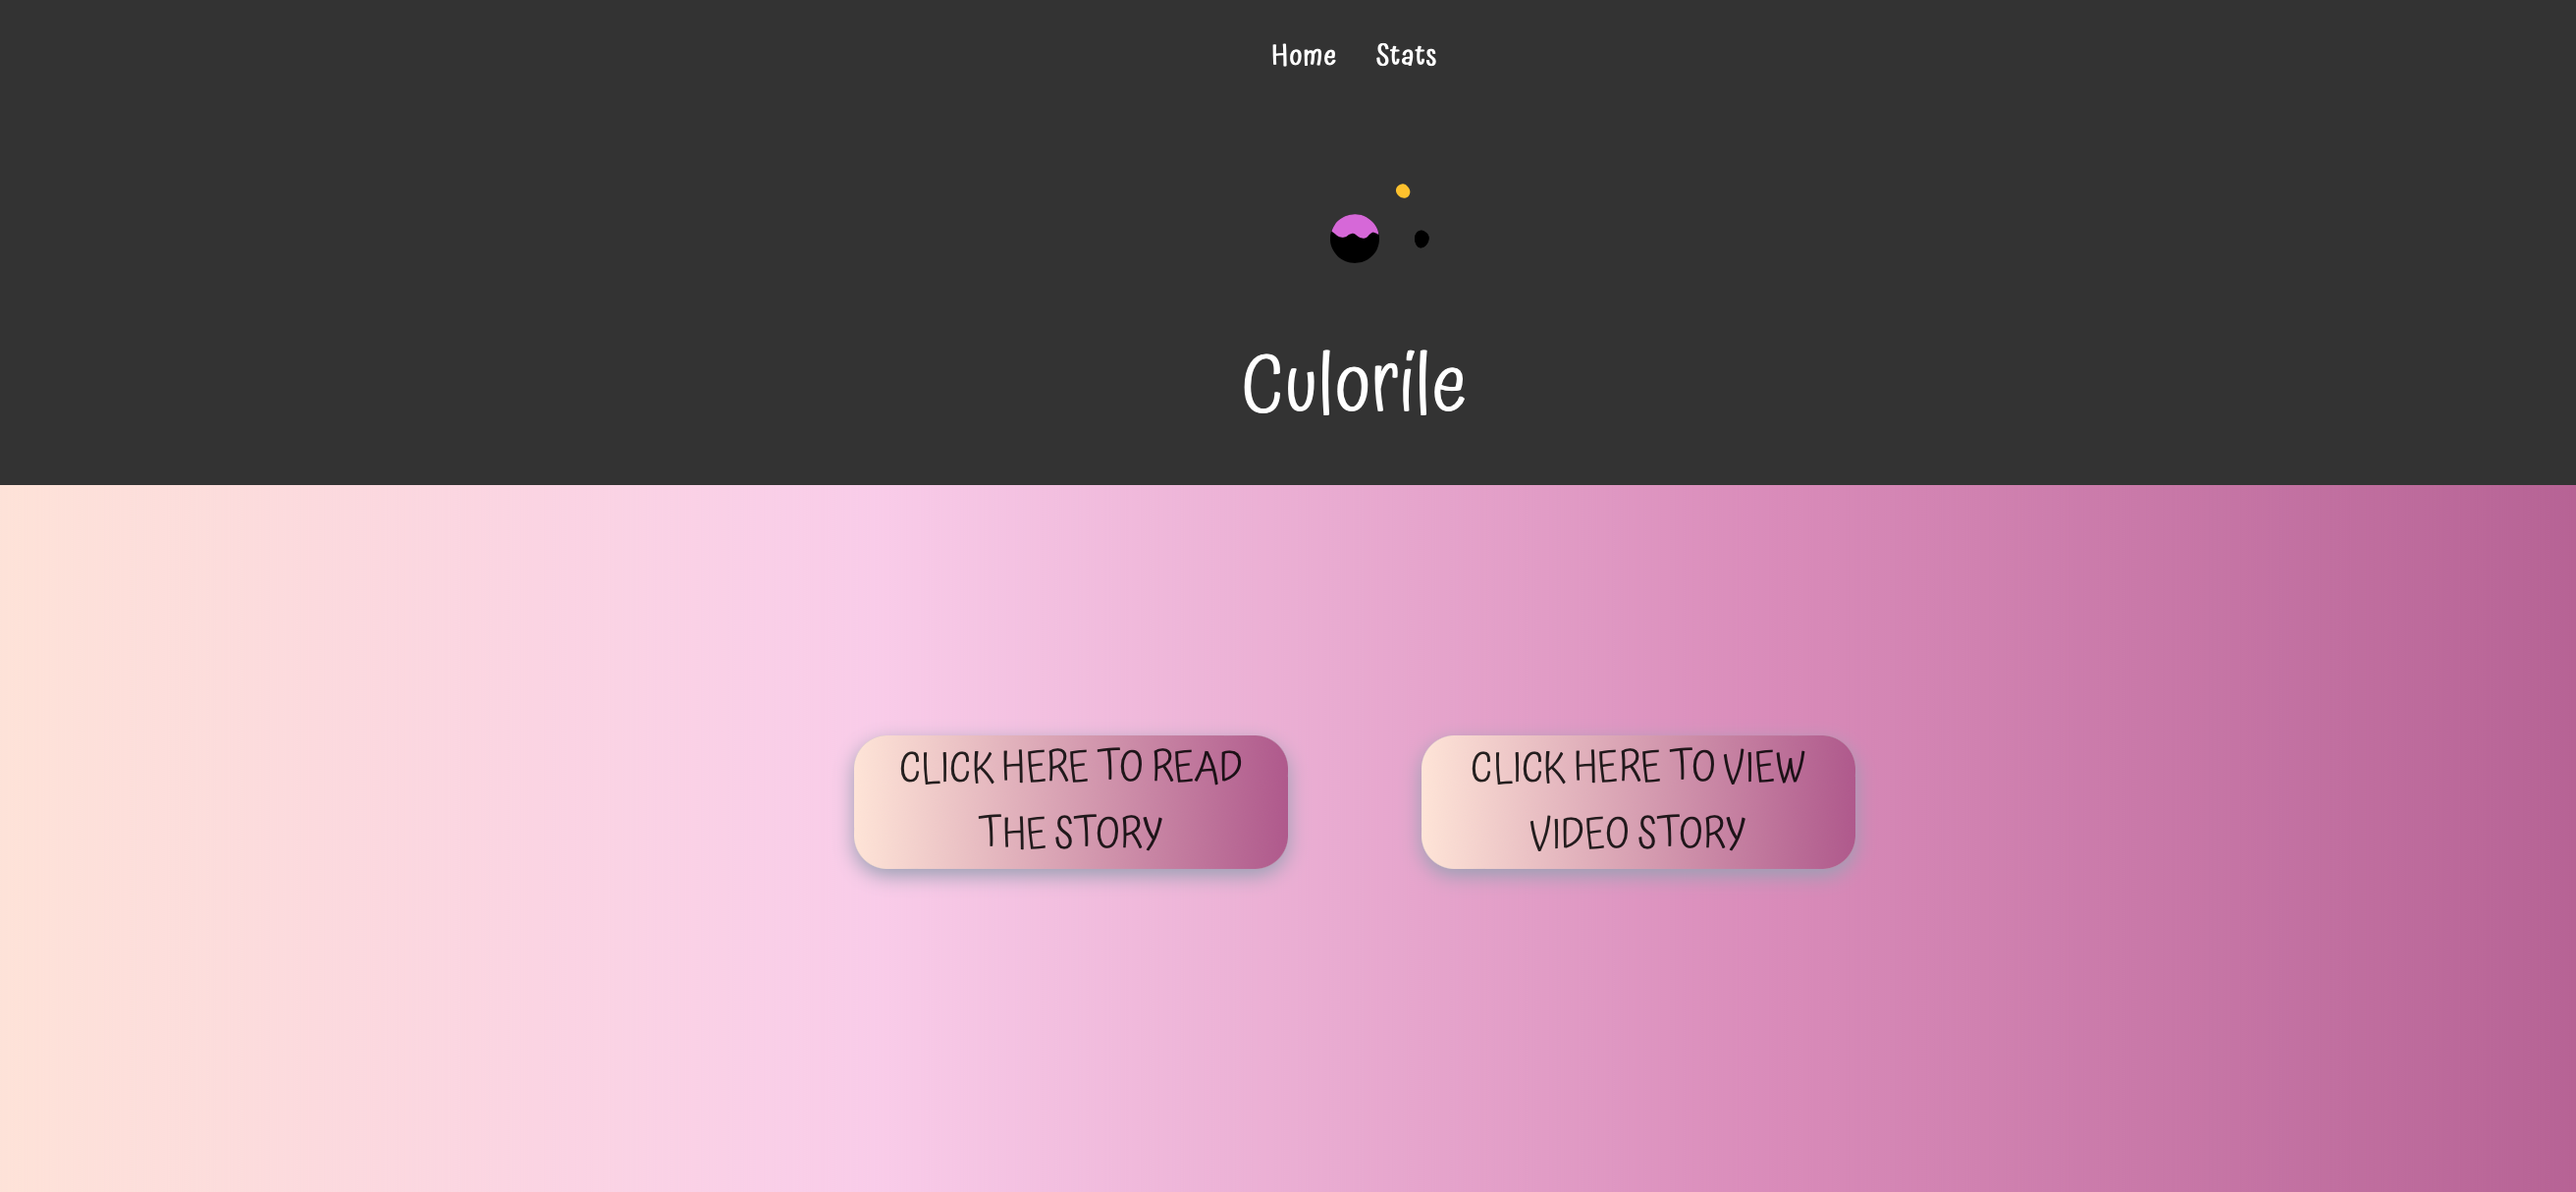 Home Stats
Culorile
CLICK HERE TO READ
THE STORY
CLICK HERE TO VIEW
VIDEO STORY